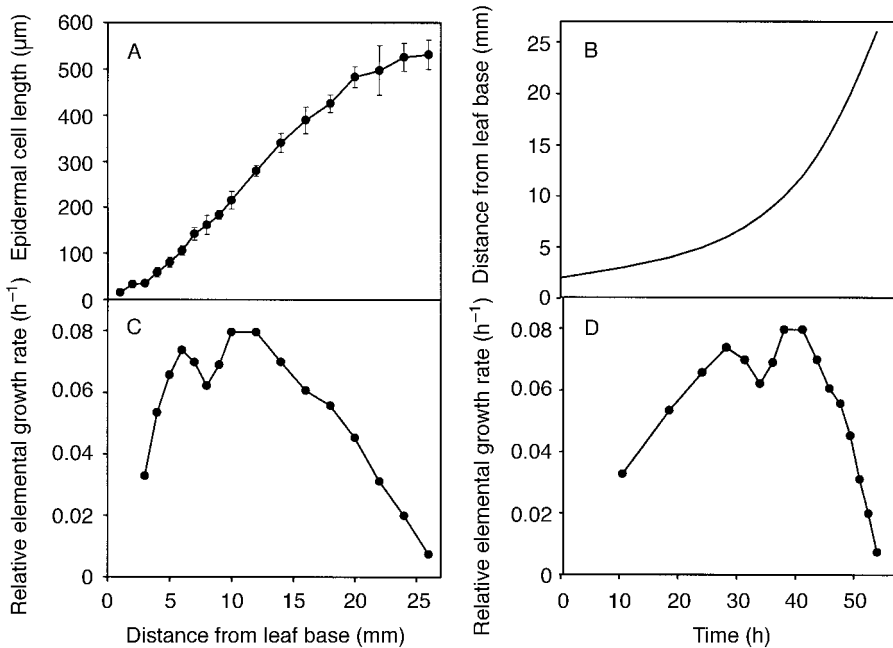 A
Epidermal cell length (μm)
600
500
400
300
200
100
0
B
Distance from leaf base (mm)
25
20
15
10
5
0
C
Relative elemental growth rate (h⁻¹)
0.08
0.06
0.04
0.02
0
0 5 10 15 20 25
Distance from leaf base (mm)
D
Relative elemental growth rate (h⁻¹)
0.08
0.06
0.04
0.02
0
0 10 20 30 40 50
Time (h)